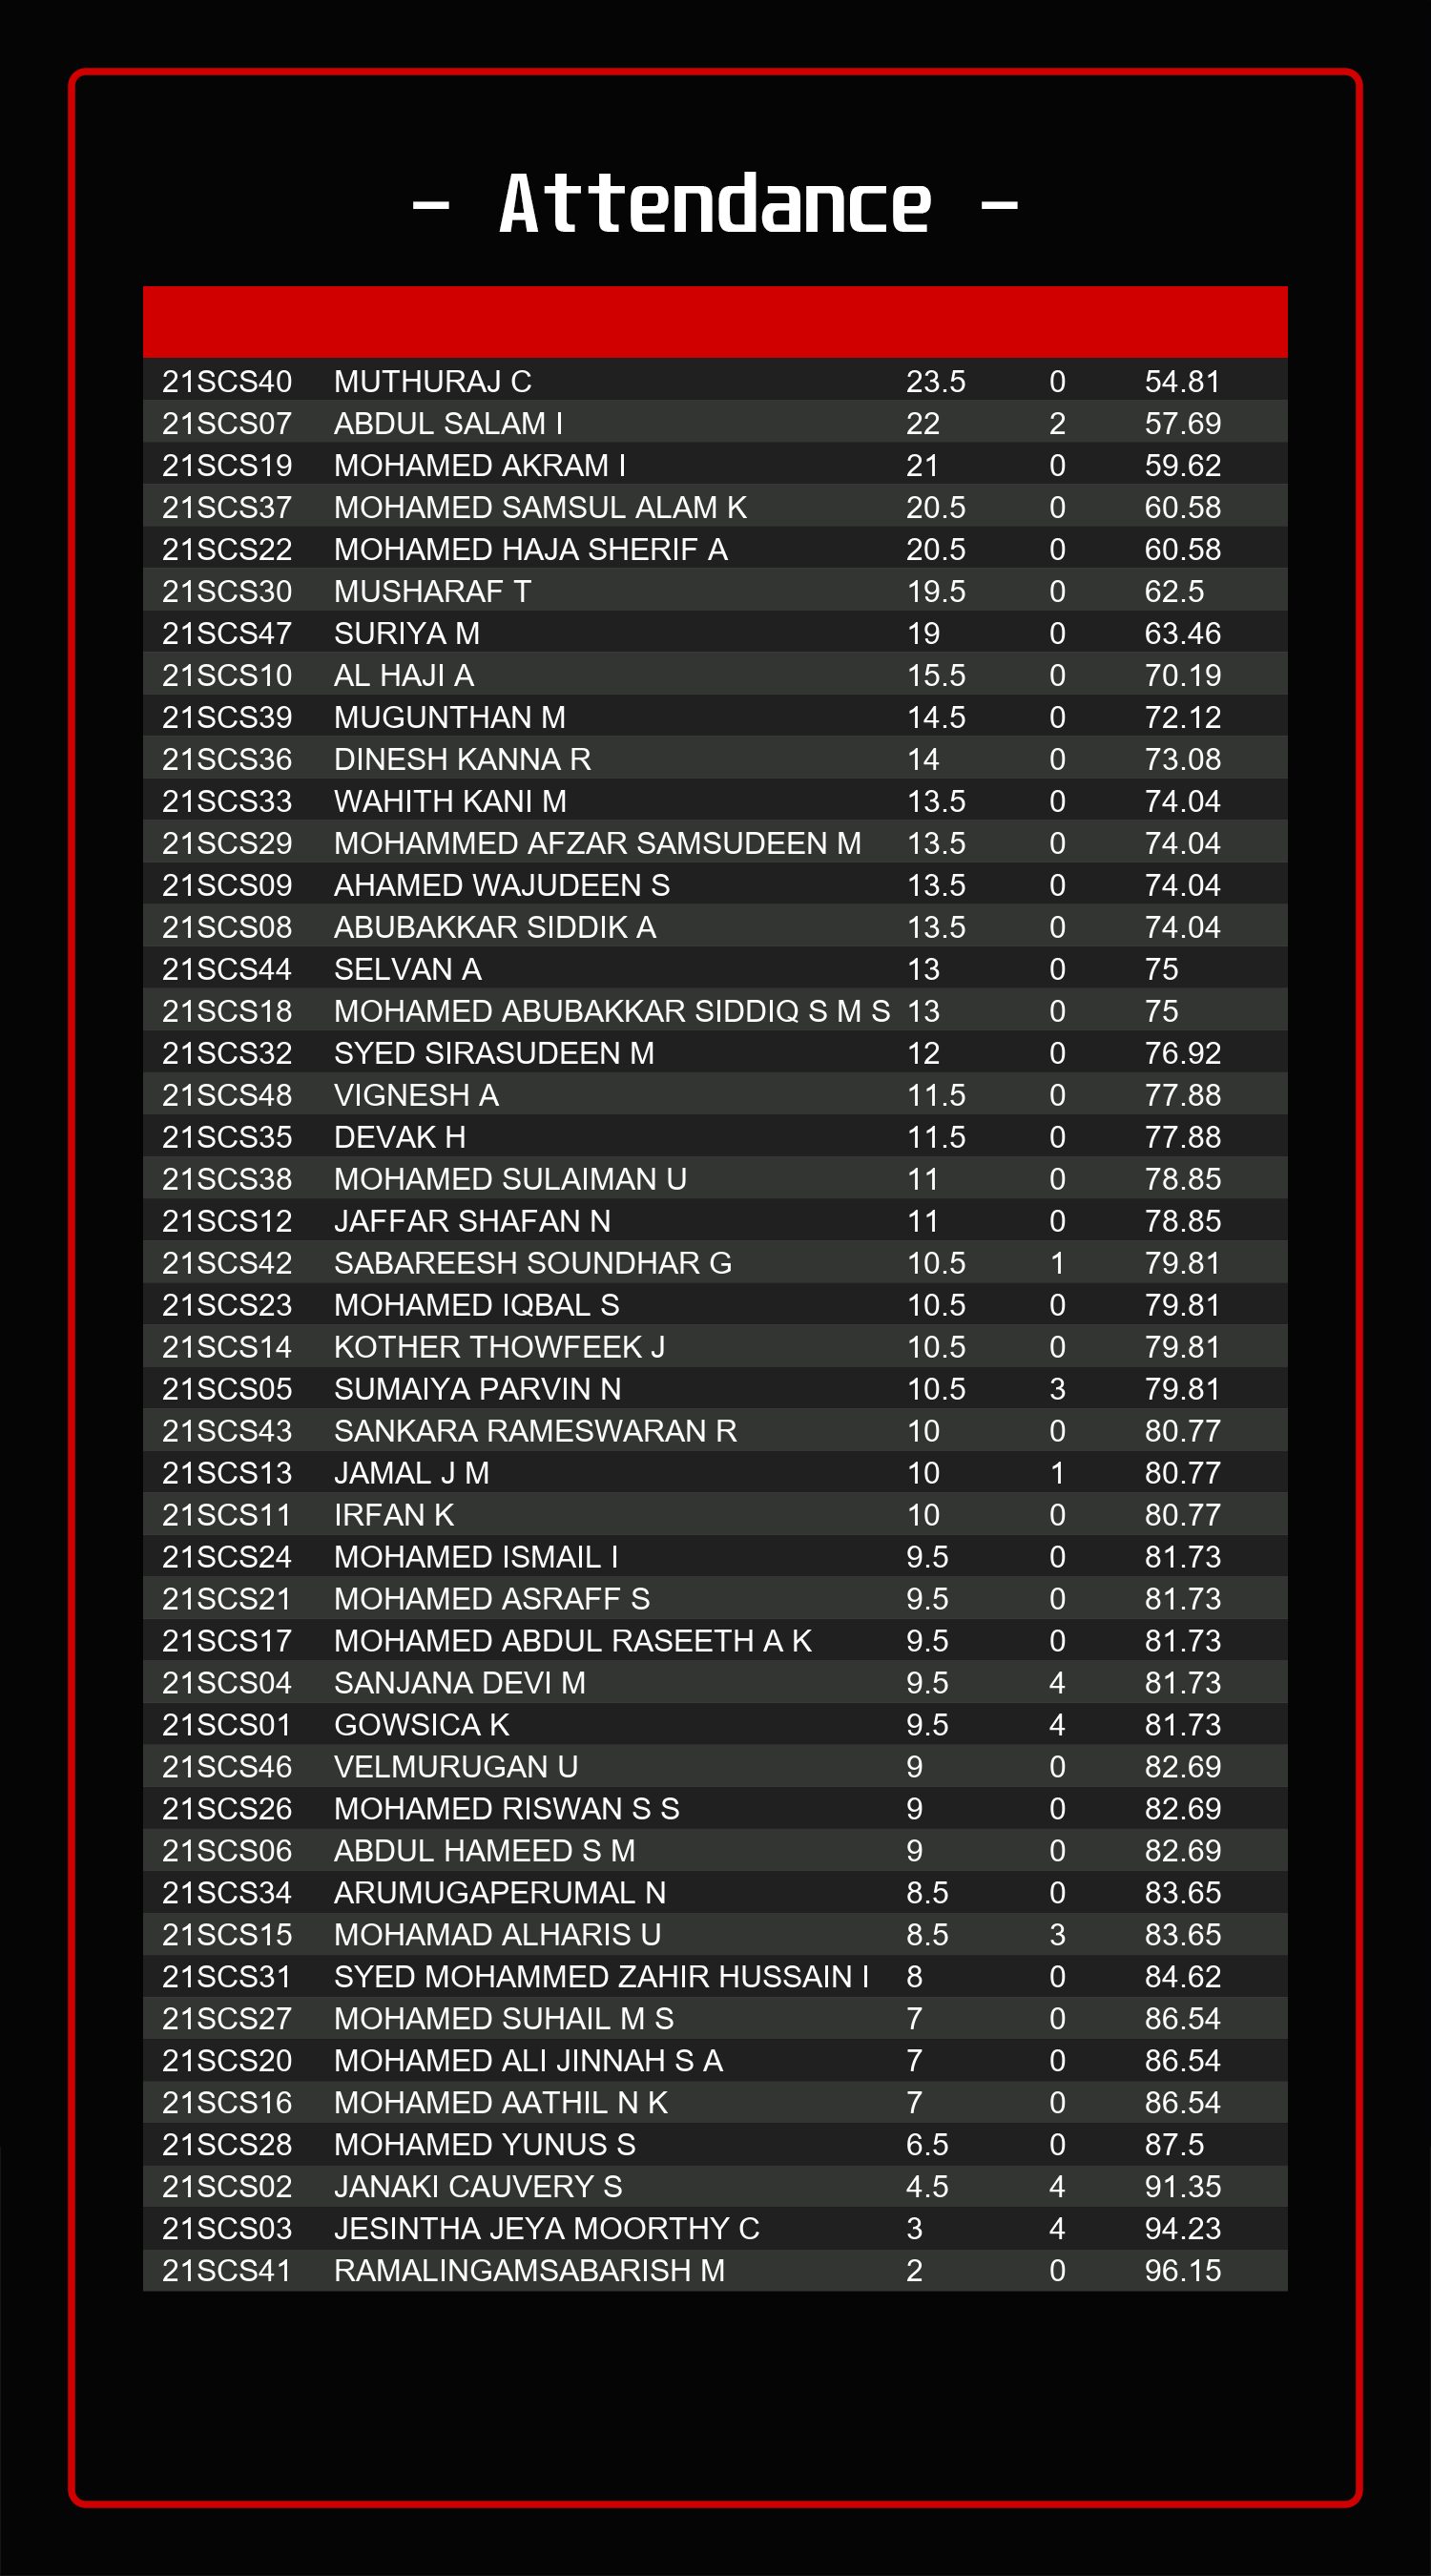 - Attendance -
21SCS40 MUTHURAJ C 23.5 0 54.81
21SCS07 ABDUL SALAM I 22 2 57.69
21SCS19 MOHAMED AKRAM I 21 0 59.62
21SCS37 MOHAMED SAMSUL ALAM K 20.5 0 60.58
21SCS22 MOHAMED HAJA SHERIF A 20.5 0 60.58
21SCS30 MUSHARAF T 19.5 0 62.5
21SCS47 SURIYA M 19 0 63.46
21SCS10 AL HAJI A 15.5 0 70.19
21SCS39 MUGUNTHAN M 14.5 0 72.12
21SCS36 DINESH KANNA R 14 0 73.08
21SCS33 WAHITH KANI M 13.5 0 74.04
21SCS29 MOHAMMED AFZAR SAMSUDEEN M 13.5 0 74.04
21SCS09 AHAMED WAJUDEEN S 13.5 0 74.04
21SCS08 ABUBAKKAR SIDDIK A 13.5 0 74.04
21SCS44 SELVAN A 13 0 75
21SCS18 MOHAMED ABUBAKKAR SIDDIQ S M S 13 0 75
21SCS32 SYED SIRASUDEEN M 12 0 76.92
21SCS48 VIGNESH A 11.5 0 77.88
21SCS35 DEVAK H 11.5 0 77.88
21SCS38 MOHAMED SULAIMAN U 11 0 78.85
21SCS12 JAFFAR SHAFAN N 11 0 78.85
21SCS42 SABAREESH SOUNDHAR G 10.5 1 79.81
21SCS23 MOHAMED IQBAL S 10.5 0 79.81
21SCS14 KOTHER THOWFEEK J 10.5 0 79.81
21SCS05 SUMAIYA PARVIN N 10.5 3 79.81
21SCS43 SANKARA RAMESWARAN R 10 0 80.77
21SCS13 JAMAL J M 10 1 80.77
21SCS11 IRFAN K 10 0 80.77
21SCS24 MOHAMED ISMAIL I 9.5 0 81.73
21SCS21 MOHAMED ASRAFF S 9.5 0 81.73
21SCS17 MOHAMED ABDUL RASEETH A K 9.5 0 81.73
21SCS04 SANJANA DEVI M 9.5 4 81.73
21SCS01 GOWSICA K 9.5 4 81.73
21SCS46 VELMURUGAN U 9 0 82.69
21SCS26 MOHAMED RISWAN S S 9 0 82.69
21SCS06 ABDUL HAMEED S M 9 0 82.69
21SCS34 ARUMUGAPERUMAL N 8.5 0 83.65
21SCS15 MOHAMAD ALHARIS U 8.5 3 83.65
21SCS31 SYED MOHAMMED ZAHIR HUSSAIN I 8 0 84.62
21SCS27 MOHAMED SUHAIL M S 7 0 86.54
21SCS20 MOHAMED ALI JINNAH S A 7 0 86.54
21SCS16 MOHAMED AATHIL N K 7 0 86.54
21SCS28 MOHAMED YUNUS S 6.5 0 87.5
21SCS02 JANAKI CAUVERY S 4.5 4 91.35
21SCS03 JESINTHA JEYA MOORTHY C 3 4 94.23
21SCS41 RAMALINGAMSABARISH M 2 0 96.15